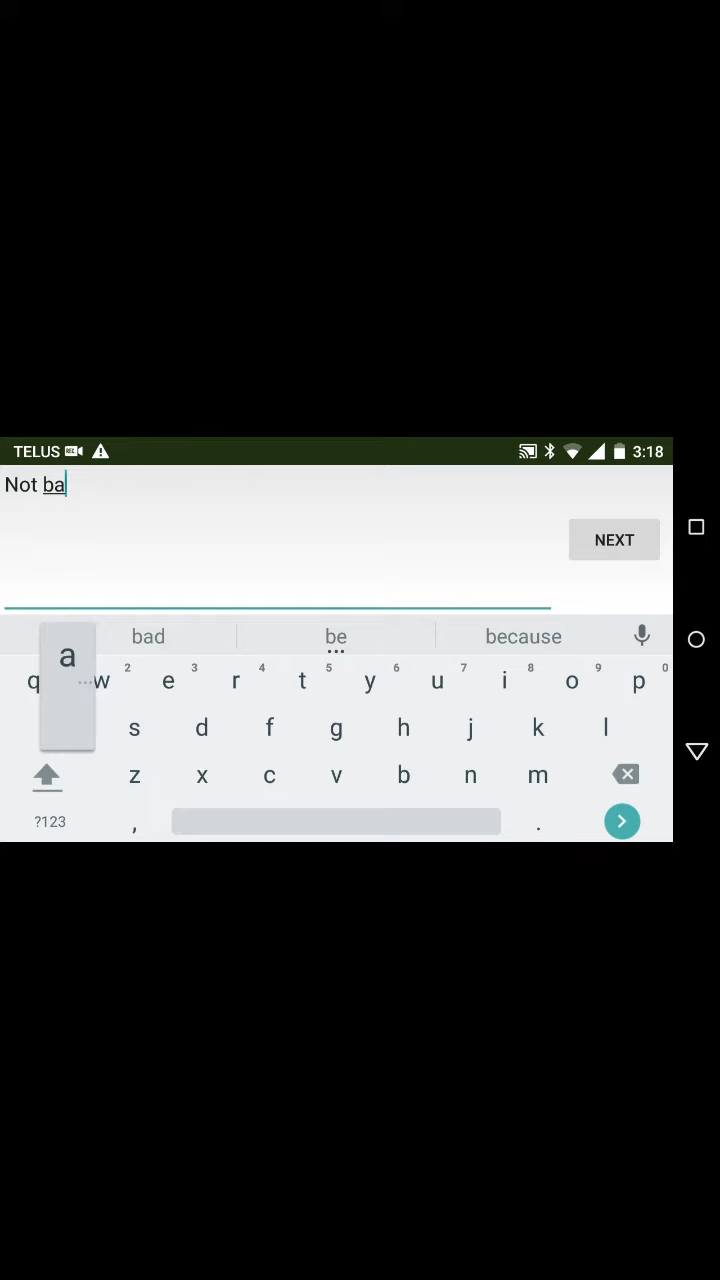 TELUS REC 3:18
Not ba
NEXT
bad be because
a
q w 2 e 3 r 4 t 5 y 6 u 7 i 8 o 9 p 0
s d f g h j k l
z x c v b n m
?123 , .